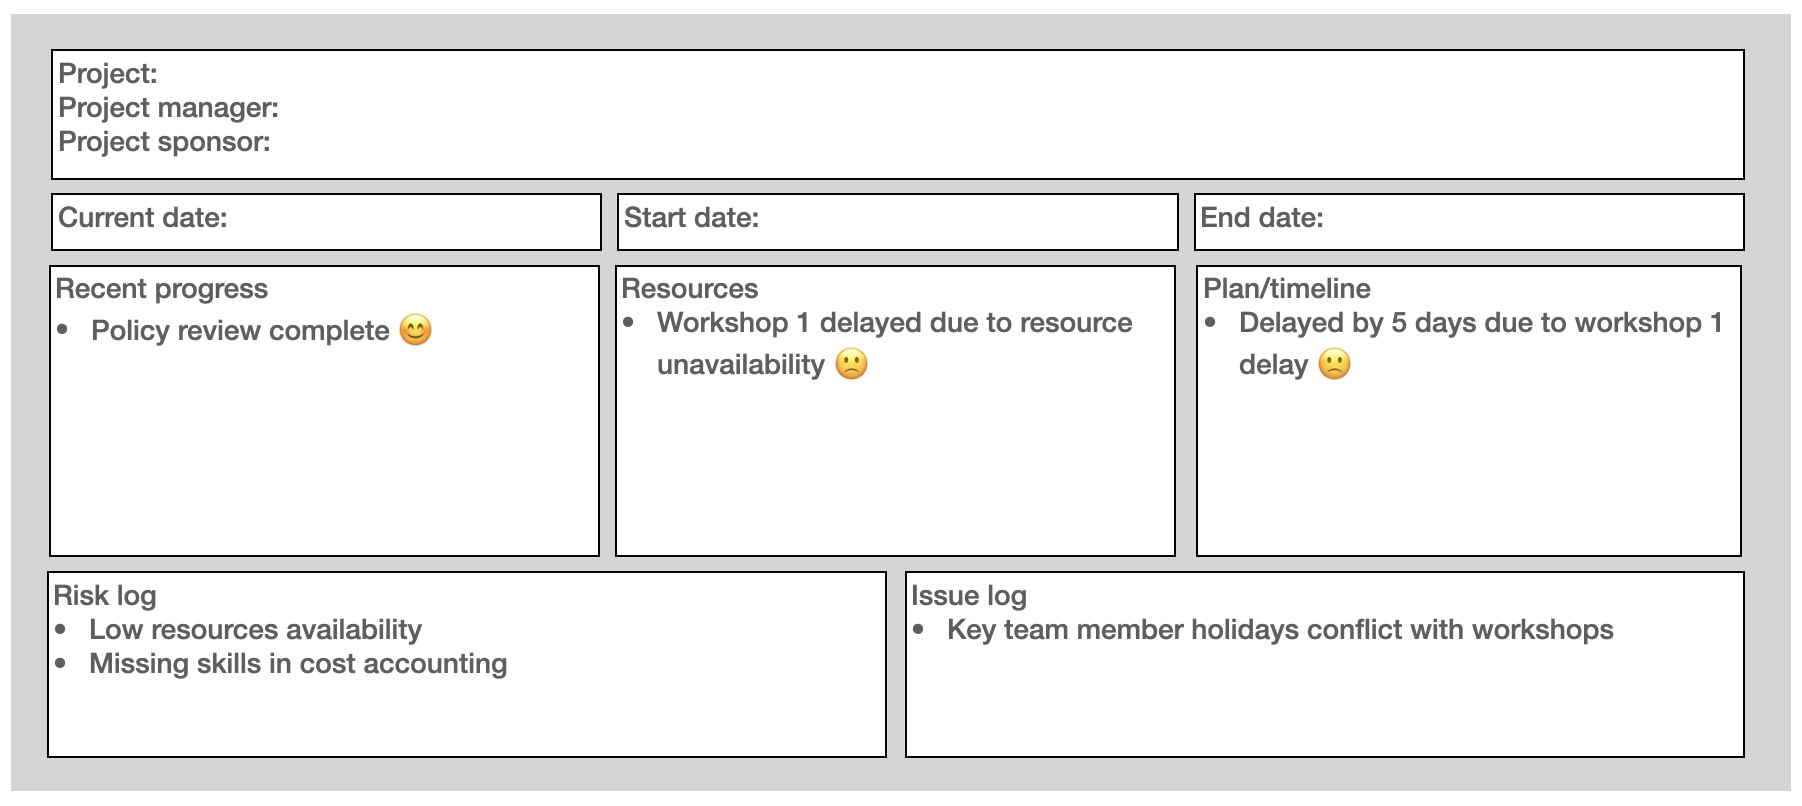 Project:
Project manager:
Project sponsor:
Current date:
Start date:
End date:
Recent progress
• Policy review complete 😊
Resources
• Workshop 1 delayed due to resource
unavailability 🙁
Plan/timeline
• Delayed by 5 days due to workshop 1
delay 🙁
Risk log
• Low resources availability
• Missing skills in cost accounting
Issue log
• Key team member holidays conflict with workshops